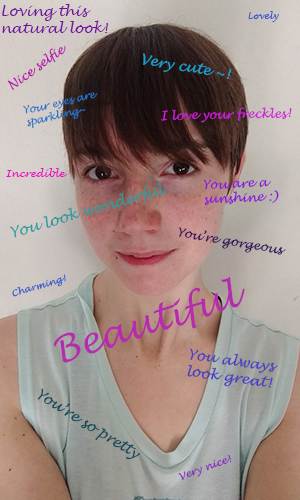 Loving this
natural look!
Lovely
Nice selfie
Very cute ~!
Your eyes are
sparkling~
I love your freckles!
Incredible
You are a
sunshine :)
You look wonderful
You're gorgeous
Charming!
Beautiful
You always
look great!
You're so pretty
Very nice!